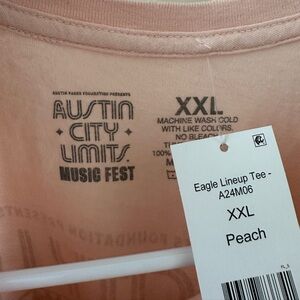 AUSTIN PARKS FOUNDATION PRESENTS
AUSTIN
CITY
LIMITS
MUSIC FEST
XXL
MACHINE WASH COLD
WITH LIKE COLORS.
NO BLEACH
100%
Eagle Lineup Tee -
A24M06
XXL
Peach